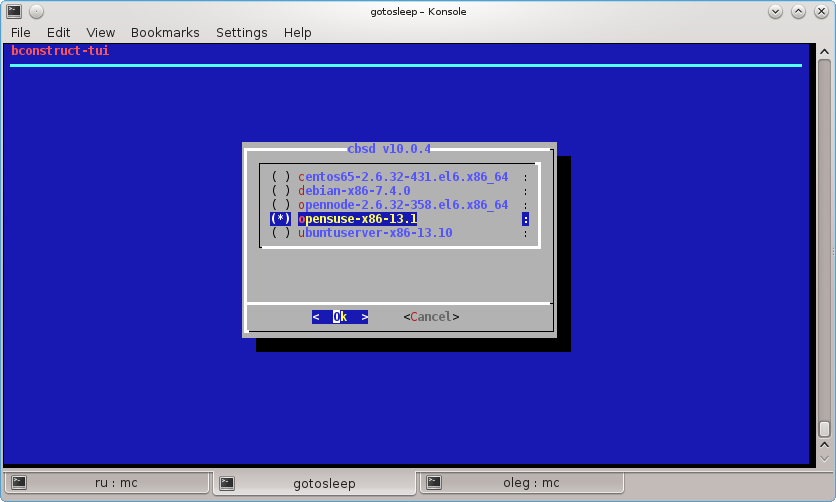 gotosleep – Konsole
File Edit View Bookmarks Settings Help
bconstruct-tui
cbsd v10.0.4
( ) centos65-2.6.32-431.el6.x86_64 :
( ) debian-x86-7.4.0 :
( ) opennode-2.6.32-358.el6.x86_64 :
(*) opensuse-x86-13.1 :
( ) ubuntuserver-x86-13.10 :
< Ok > <Cancel>
ru : mc gotosleep oleg : mc